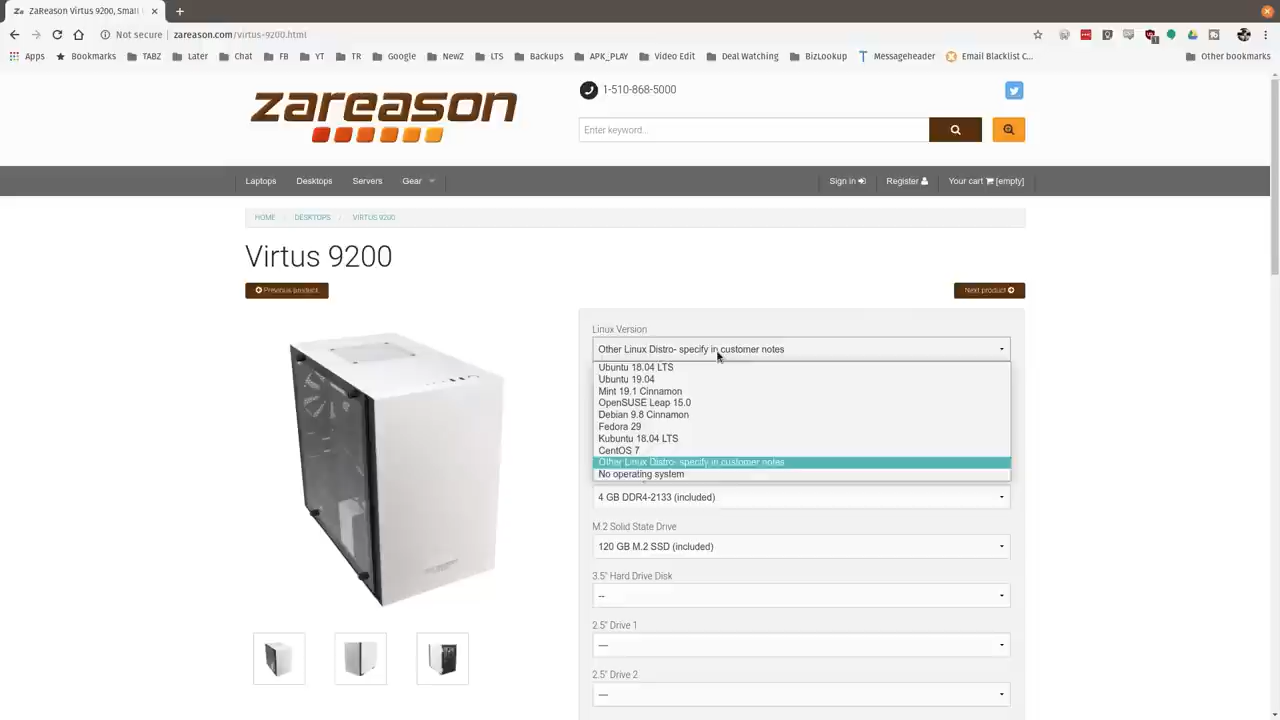 Za ZaReason Virtus 9200, Small
Not secure | zareason.com/virtus-9200.html
Apps Bookmarks TABZ Later Chat FB YT TR Google NewZ LTS Backups APK_PLAY Video Edit Deal Watching BizLookup Messageheader Email Blacklist C... Other bookmarks
zareason
1-510-868-5000
Enter keyword...
Laptops Desktops Servers Gear Sign in Register Your cart [empty]
HOME / DESKTOPS / VIRTUS 9200
Virtus 9200
Previous product Next product
Linux Version
Other Linux Distro- specify in customer notes
Ubuntu 18.04 LTS
Ubuntu 19.04
Mint 19.1 Cinnamon
OpenSUSE Leap 15.0
Debian 9.8 Cinnamon
Fedora 29
Kubuntu 18.04 LTS
CentOS 7
Other Linux Distro- specify in customer notes
No operating system
4 GB DDR4-2133 (included)
M.2 Solid State Drive
120 GB M.2 SSD (included)
3.5" Hard Drive Disk
--
2.5" Drive 1
---
2.5" Drive 2
---